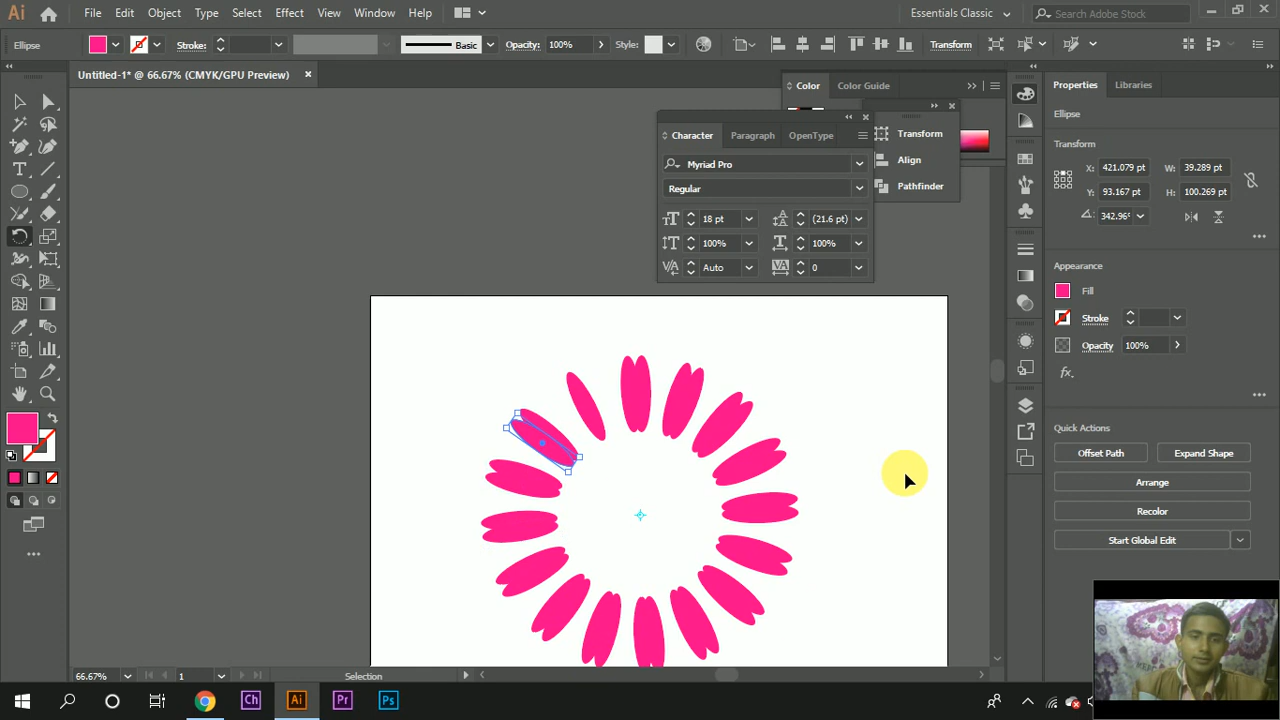 Ai File Edit Object Type Select Effect View Window Help Essentials Classic Search Adobe Stock
Ellipse Stroke: Basic Opacity: 100% Style: Transform
Untitled-1* @ 66.67% (CMYK/GPU Preview)
Color Color Guide
Character Paragraph OpenType
Myriad Pro
Regular
18 pt (21.6 pt)
100% 100%
Auto 0
Transform
Align
Pathfinder
Properties Libraries
Ellipse
Transform
X: 421.079 pt W: 39.289 pt
Y: 93.167 pt H: 100.269 pt
342.96°
Appearance
Fill
Stroke
Opacity 100%
fx.
Quick Actions
Offset Path Expand Shape
Arrange
Recolor
Start Global Edit
66.67% 1 Selection
Ch Ai Pr Ps